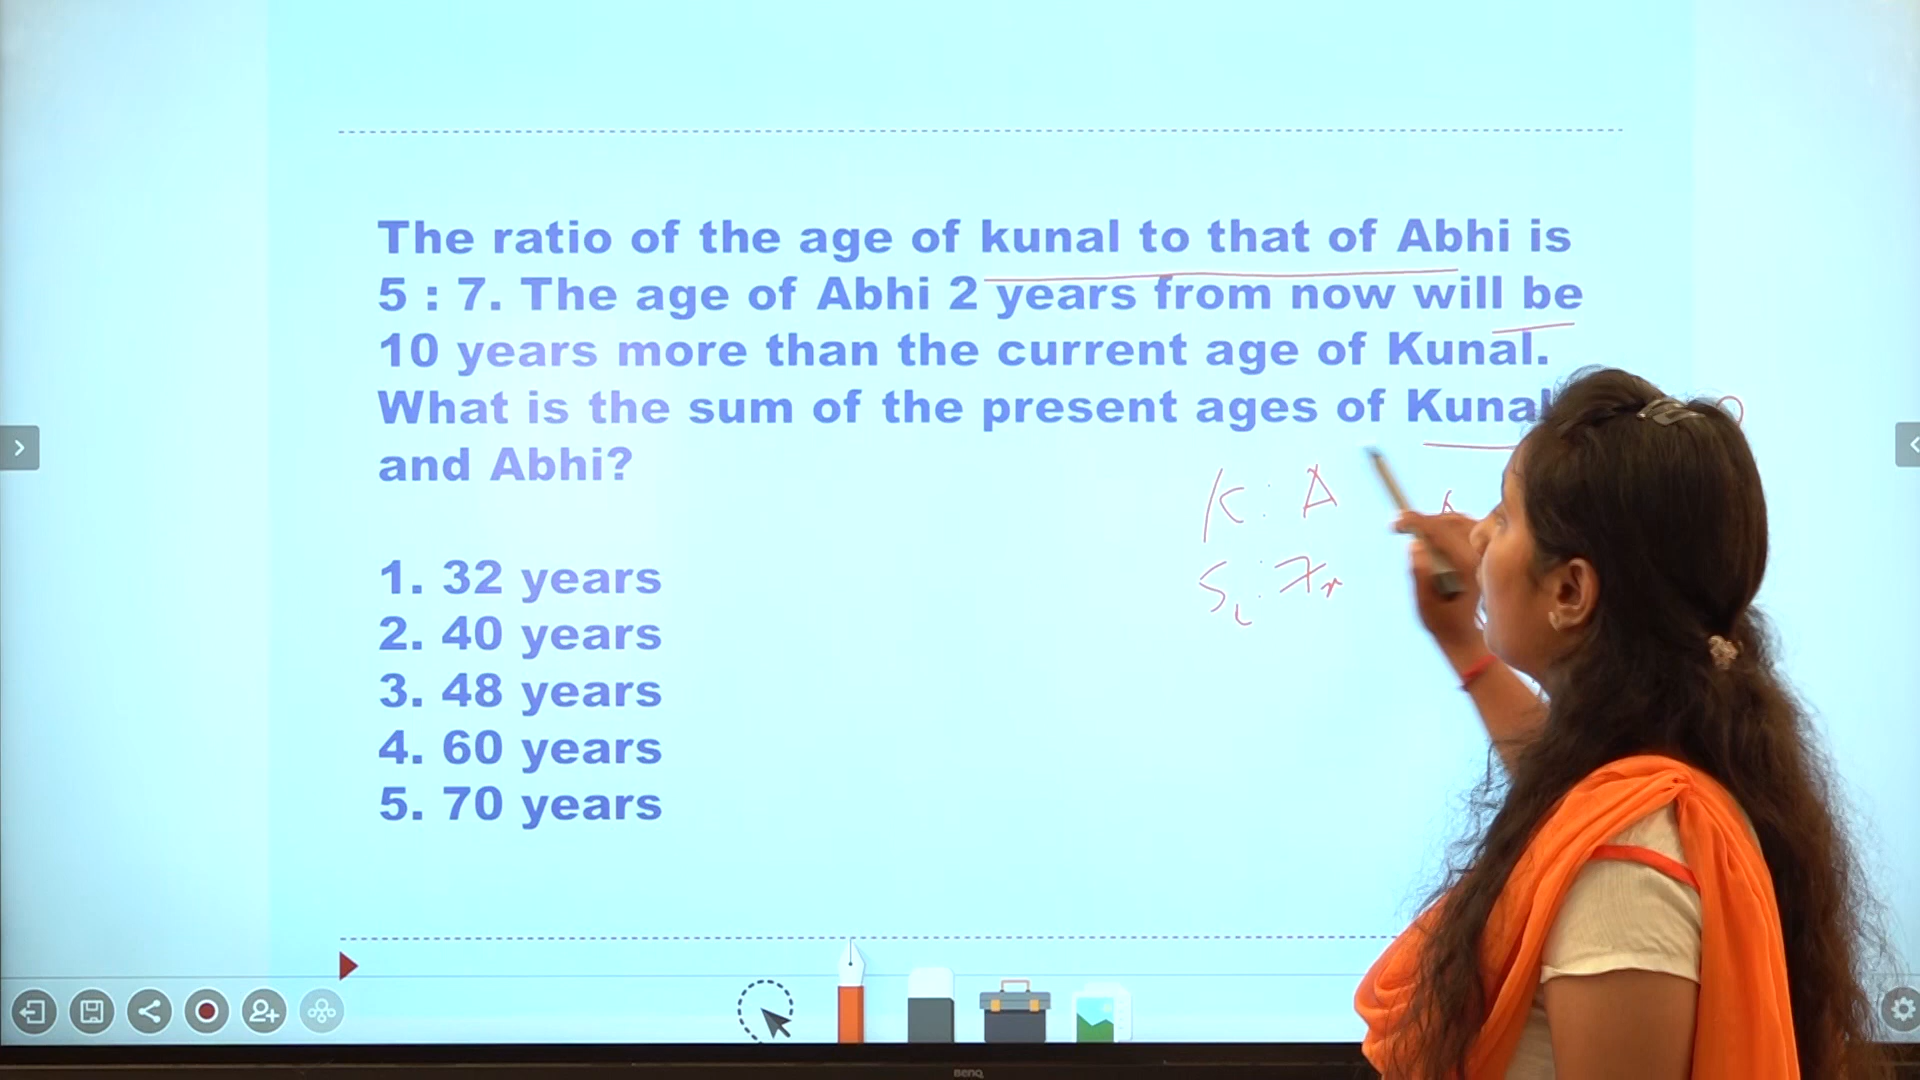 The ratio of the age of kunal to that of Abhi is
5 : 7. The age of Abhi 2 years from now will be
10 years more than the current age of Kunal.
What is the sum of the present ages of Kunal
and Abhi?
K : A
5 : 7x
1. 32 years
2. 40 years
3. 48 years
4. 60 years
5. 70 years
BenQ